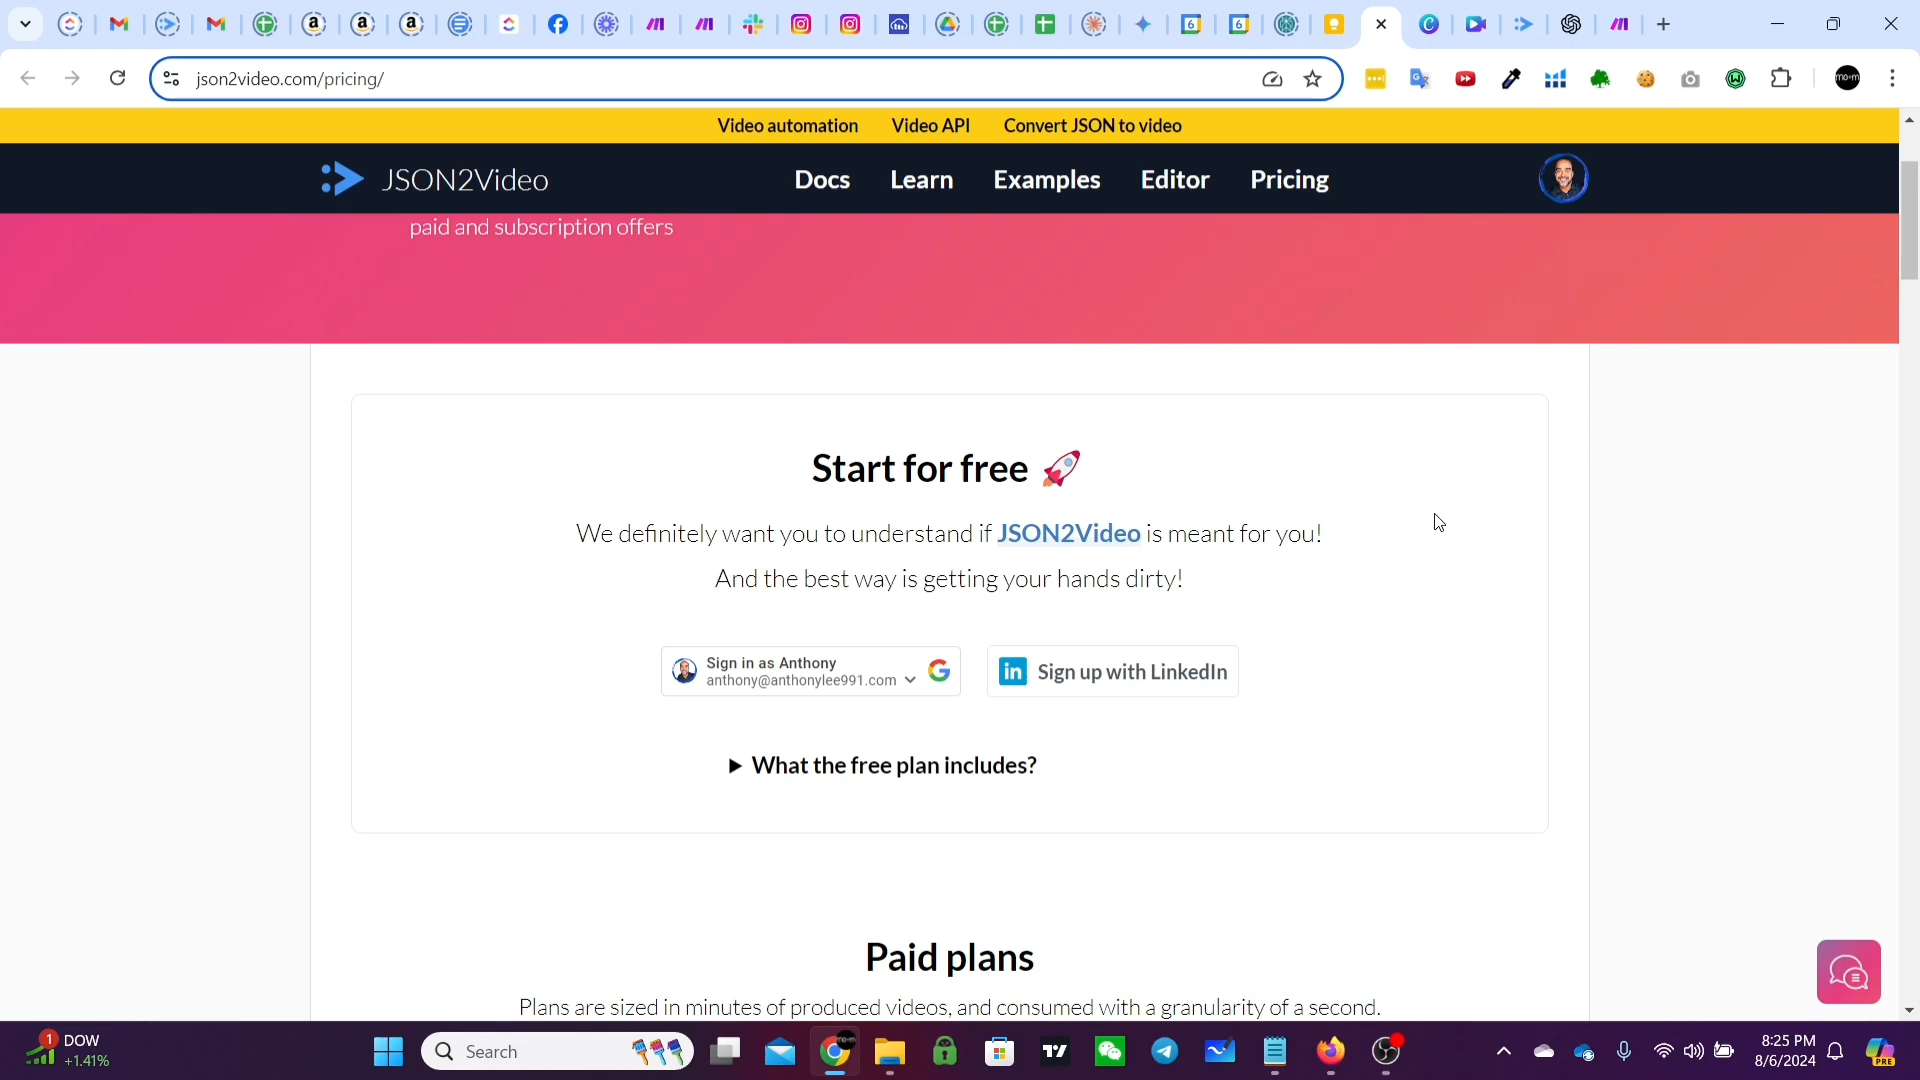 json2video.com/pricing/
Video automation Video API Convert JSON to video
JSON2Video
Docs Learn Examples Editor Pricing
paid and subscription offers
Start for free 🚀
We definitely want you to understand if JSON2Video is meant for you!
And the best way is getting your hands dirty!
Sign in as Anthony
anthony@anthonylee991.com
Sign up with LinkedIn
What the free plan includes?
Paid plans
Plans are sized in minutes of produced videos, and consumed with a granularity of a second.
1
DOW
+1.41%
Search
8:25 PM
8/6/2024
PRE